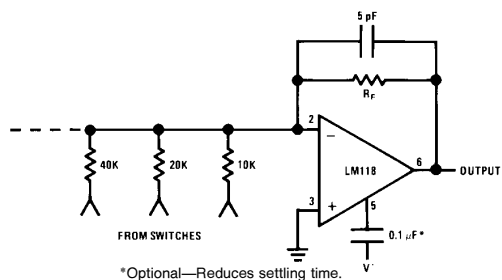 5 pF
R_F
2
40K 20K 10K
LM118
6 OUTPUT
3
5
FROM SWITCHES
0.1 μF*
V-
*Optional—Reduces settling time.